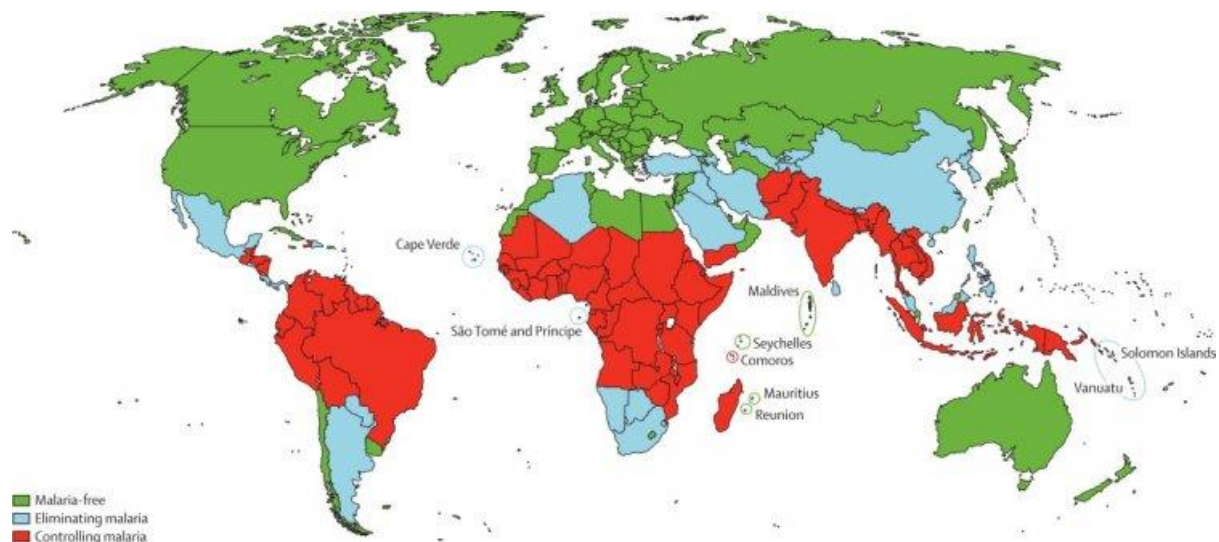 Cape Verde
Maldives
São Tomé and Príncipe
Seychelles
Comoros
Solomon Islands
Vanuatu
Mauritius
Reunion
Malaria-free
Eliminating malaria
Controlling malaria